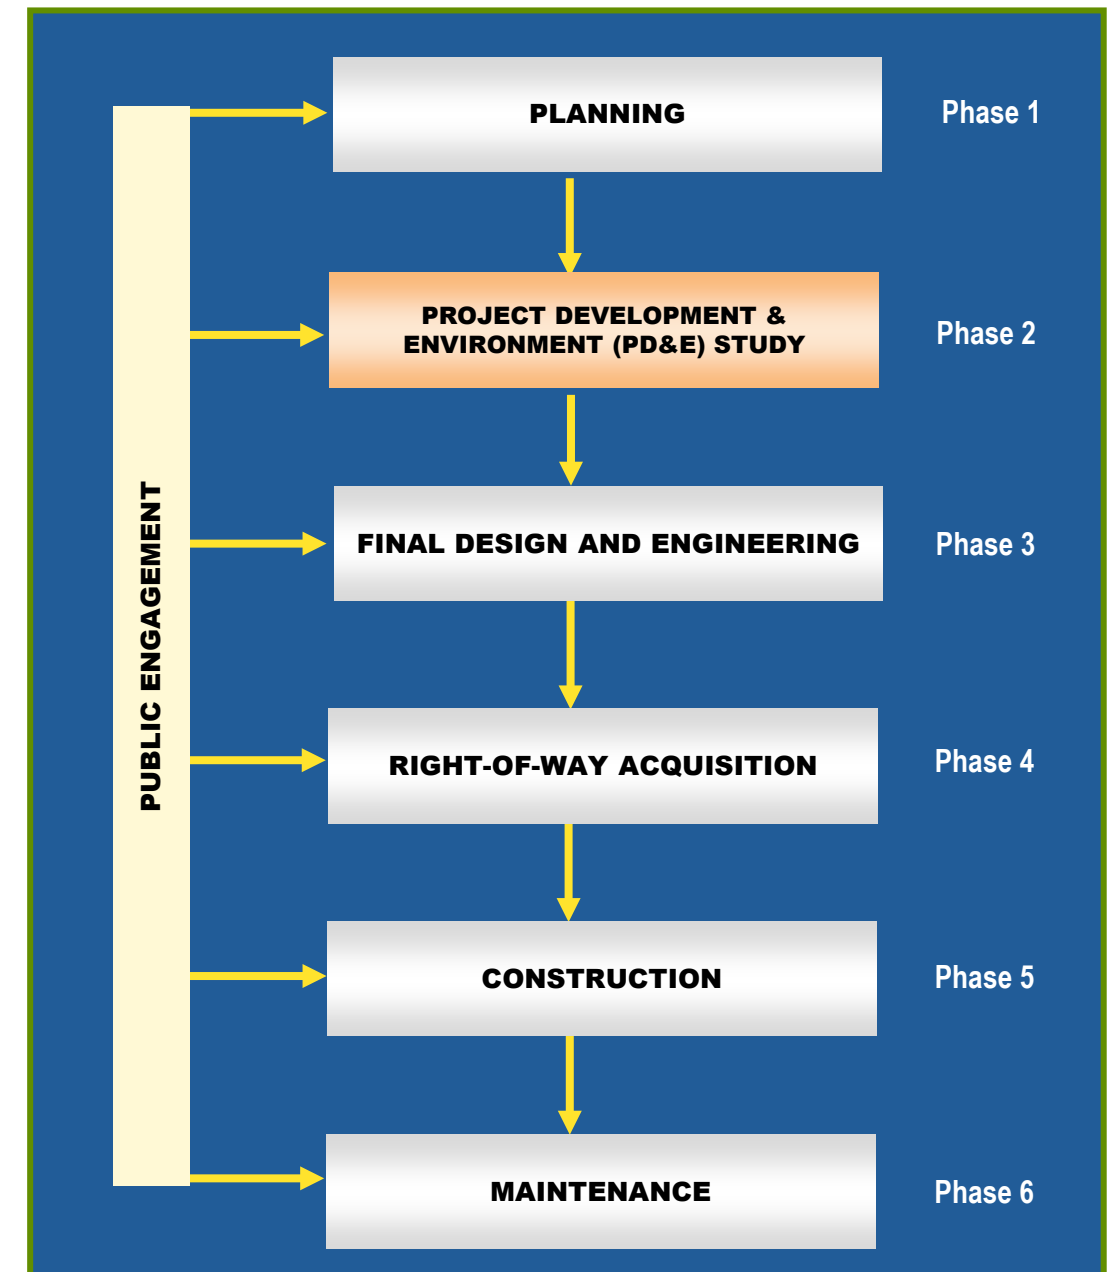 PUBLIC ENGAGEMENT
PLANNING
Phase 1
PROJECT DEVELOPMENT &
ENVIRONMENT (PD&E) STUDY
Phase 2
FINAL DESIGN AND ENGINEERING
Phase 3
RIGHT-OF-WAY ACQUISITION
Phase 4
CONSTRUCTION
Phase 5
MAINTENANCE
Phase 6